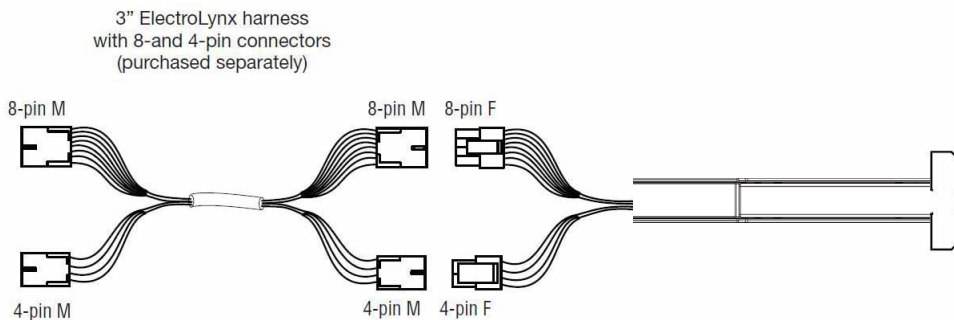 3” ElectroLynx harness
with 8-and 4-pin connectors
(purchased separately)
8-pin M
8-pin M
8-pin F
4-pin M
4-pin M
4-pin F